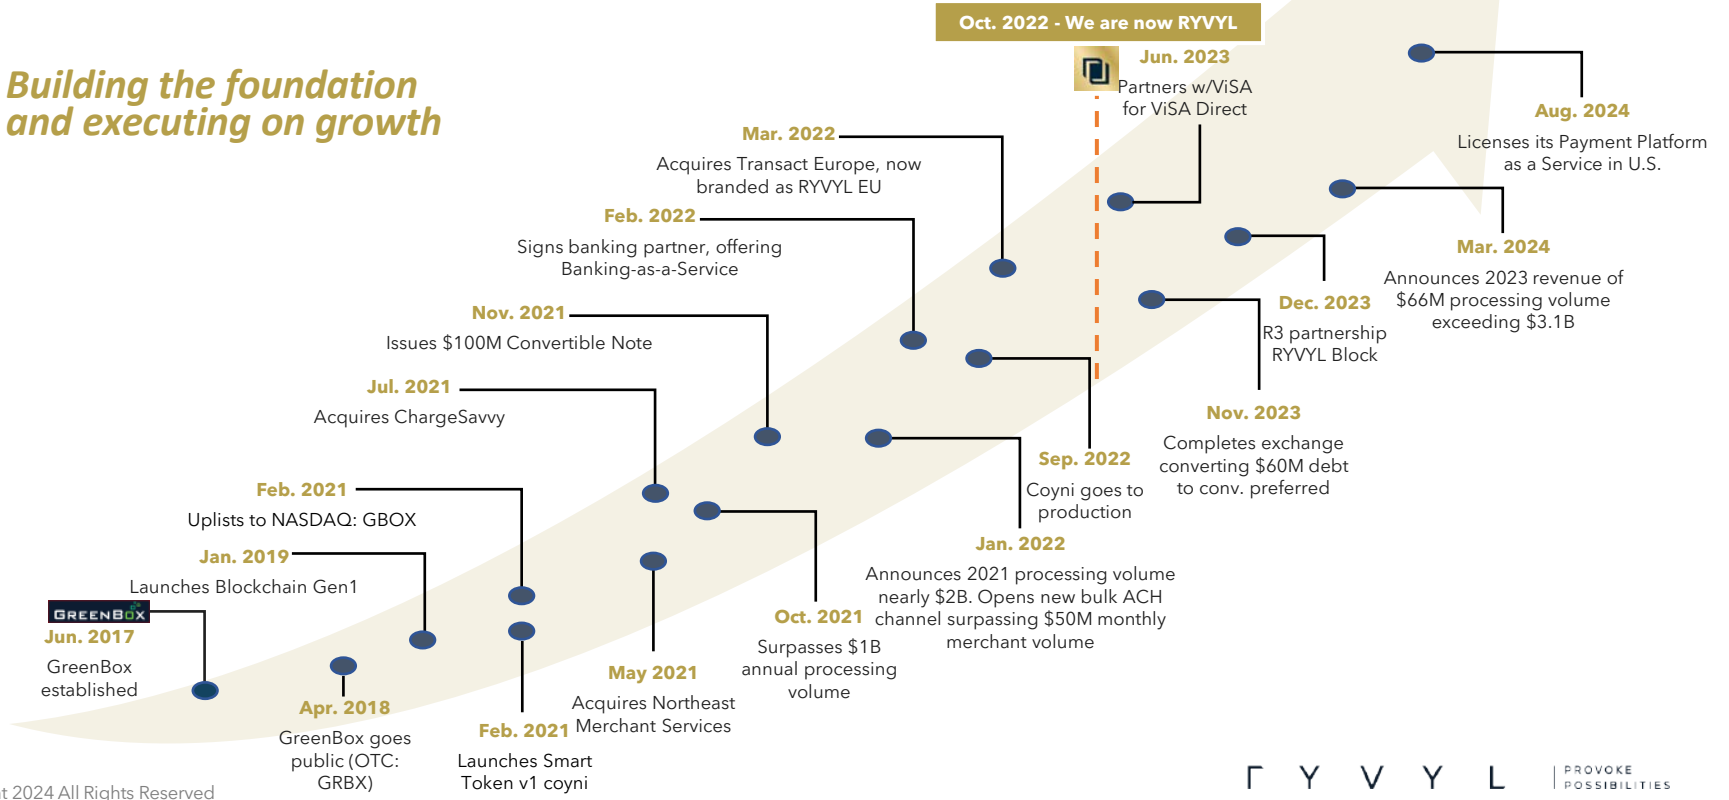 Building the foundation
and executing on growth
Oct. 2022 - We are now RYVYL
GREENBOX
Jun. 2017
GreenBox
established
Apr. 2018
GreenBox goes
public (OTC:
GRBX)
Jan. 2019
Launches Blockchain Gen1
Feb. 2021
Uplists to NASDAQ: GBOX
Feb. 2021
Launches Smart
Token v1 coyni
May 2021
Acquires Northeast
Merchant Services
Jul. 2021
Acquires ChargeSavvy
Oct. 2021
Surpasses $1B
annual processing
volume
Nov. 2021
Issues $100M Convertible Note
Jan. 2022
Announces 2021 processing volume
nearly $2B. Opens new bulk ACH
channel surpassing $50M monthly
merchant volume
Feb. 2022
Signs banking partner, offering
Banking-as-a-Service
Mar. 2022
Acquires Transact Europe, now
branded as RYVYL EU
Sep. 2022
Coyni goes to
production
Jun. 2023
Partners w/ViSA
for ViSA Direct
Nov. 2023
Completes exchange
converting $60M debt
to conv. preferred
Dec. 2023
R3 partnership
RYVYL Block
Mar. 2024
Announces 2023 revenue of
$66M processing volume
exceeding $3.1B
Aug. 2024
Licenses its Payment Platform
as a Service in U.S.
2024 All Rights Reserved
RYVYL
PROVOKE
POSSIBILITIES